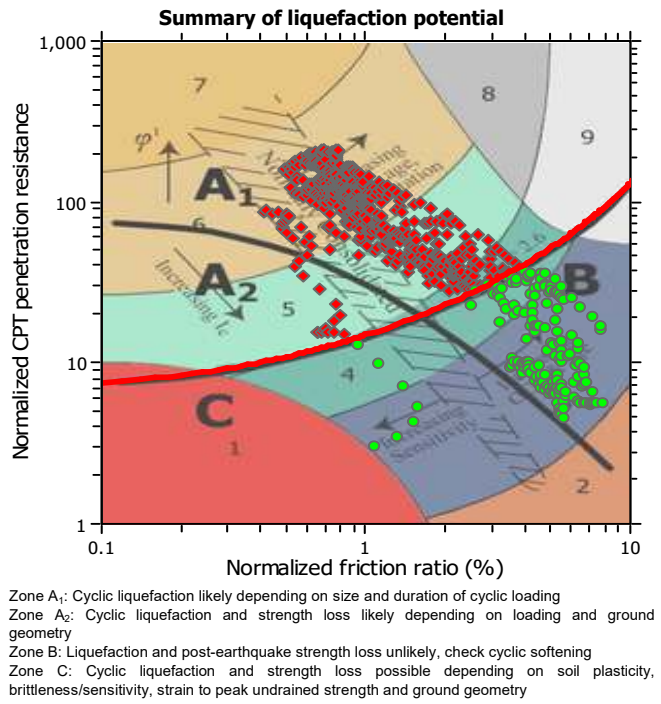 Summary of liquefaction potential
1,000
100
10
1
0.1
1
10
Normalized CPT penetration resistance
Normalized friction ratio (%)
7
8
9
φ'
A1
6
A2
Increasing Ic
5
2.6
B
4
C
1
Increasing
Sensitivity
2
Zone A1: Cyclic liquefaction likely depending on size and duration of cyclic loading
Zone A2: Cyclic liquefaction and strength loss likely depending on loading and ground
geometry
Zone B: Liquefaction and post-earthquake strength loss unlikely, check cyclic softening
Zone C: Cyclic liquefaction and strength loss possible depending on soil plasticity,
brittleness/sensitivity, strain to peak undrained strength and ground geometry